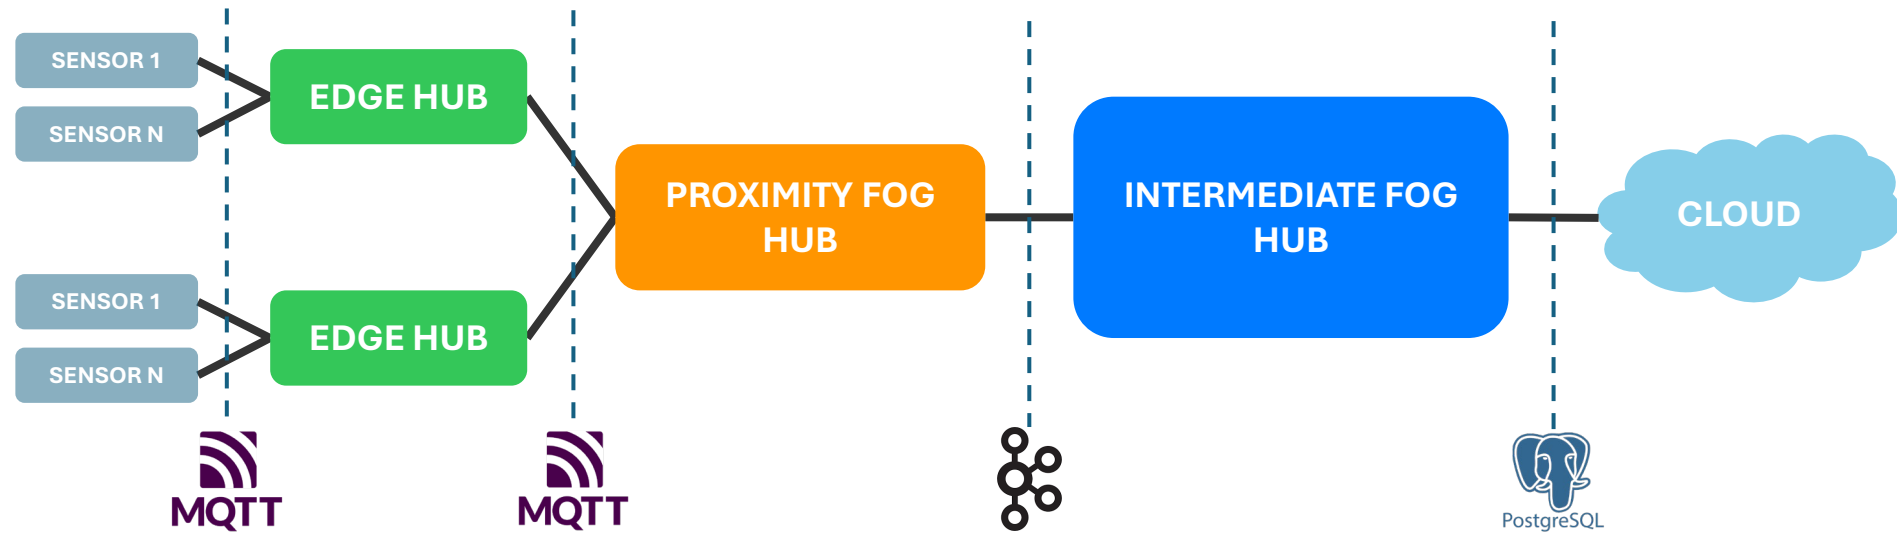 SENSOR 1
SENSOR N
EDGE HUB
SENSOR 1
SENSOR N
EDGE HUB
PROXIMITY FOG
HUB
INTERMEDIATE FOG
HUB
CLOUD
MQTT
MQTT
PostgreSQL